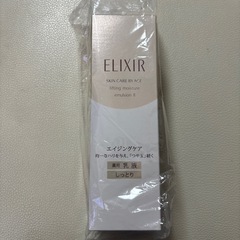 ELIXIR
SKIN CARE BY AGE
lifting moisture
emulsion II
エイジングケア
薬用 乳液
しっとり